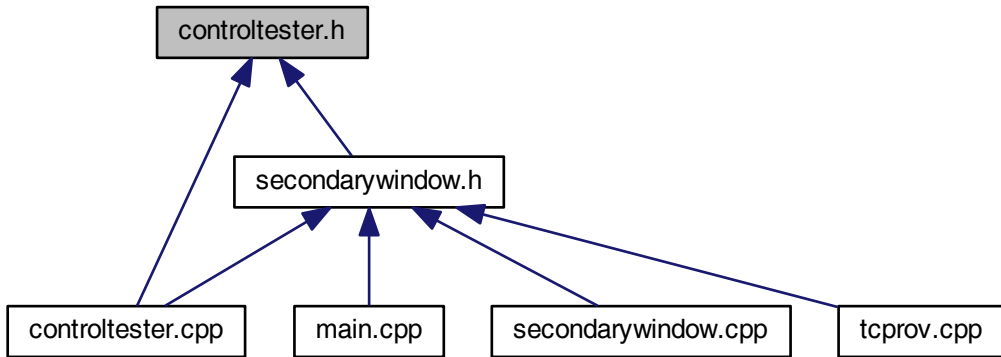 controltester.h
secondarywindow.h
controltester.cpp
main.cpp
secondarywindow.cpp
tcprov.cpp